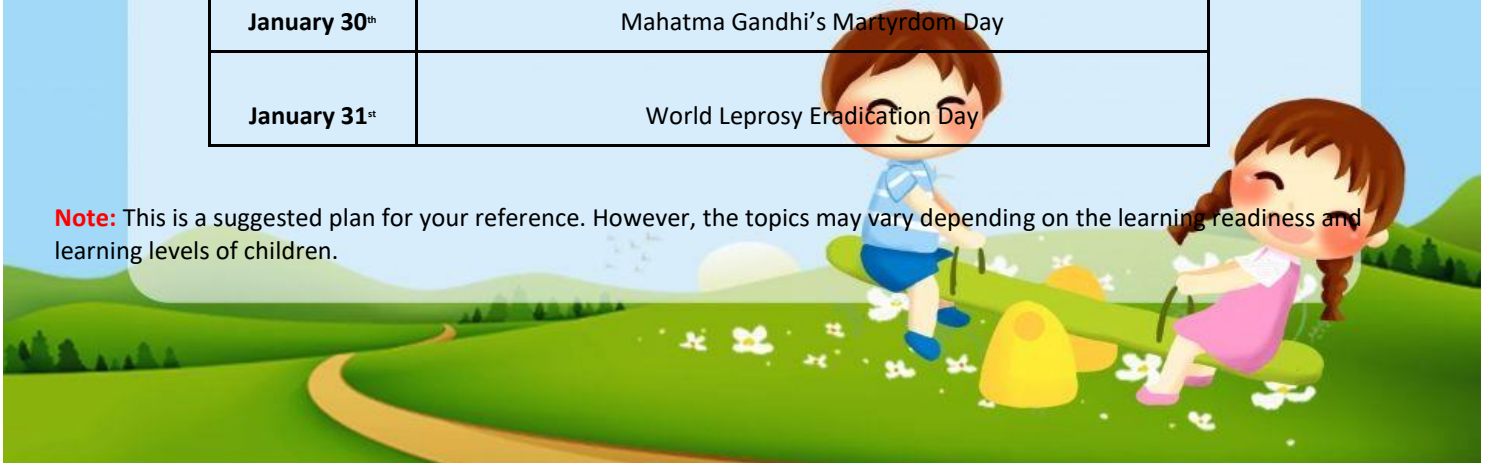 January 30th Mahatma Gandhi’s Martyrdom Day
January 31st World Leprosy Eradication Day
Note: This is a suggested plan for your reference. However, the topics may vary depending on the learning readiness and
learning levels of children.